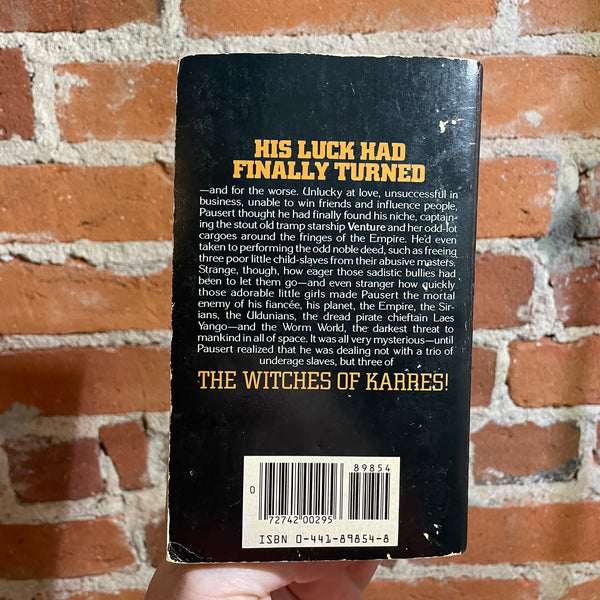 HIS LUCK HAD
FINALLY TURNED
—and for the worse. Unlucky at love, unsuccessful in
business, unable to win friends and influence people,
Pausert thought he had finally found his niche, captain-
ing the stout old tramp starship Venture and her odd-lot
cargoes around the fringes of the Empire. He'd even
taken to performing the odd noble deed, such as freeing
three poor little child-slaves from their abusive masters.
Strange, though, how eager those sadistic bullies had
been to let them go—and even stranger how quickly
those adorable little girls made Pausert the mortal
enemy of his fiancée, his planet, the Empire, the Sir-
ians, the Uldunians, the dread pirate chieftain Laes
Yango—and the Worm World, the darkest threat to
mankind in all of space. It was all very mysterious—until
Pausert realized that he was dealing not with a trio of
underage slaves, but three of
THE WITCHES OF KARRES!
89854
0
72742 00295
ISBN 0-441-89854-8